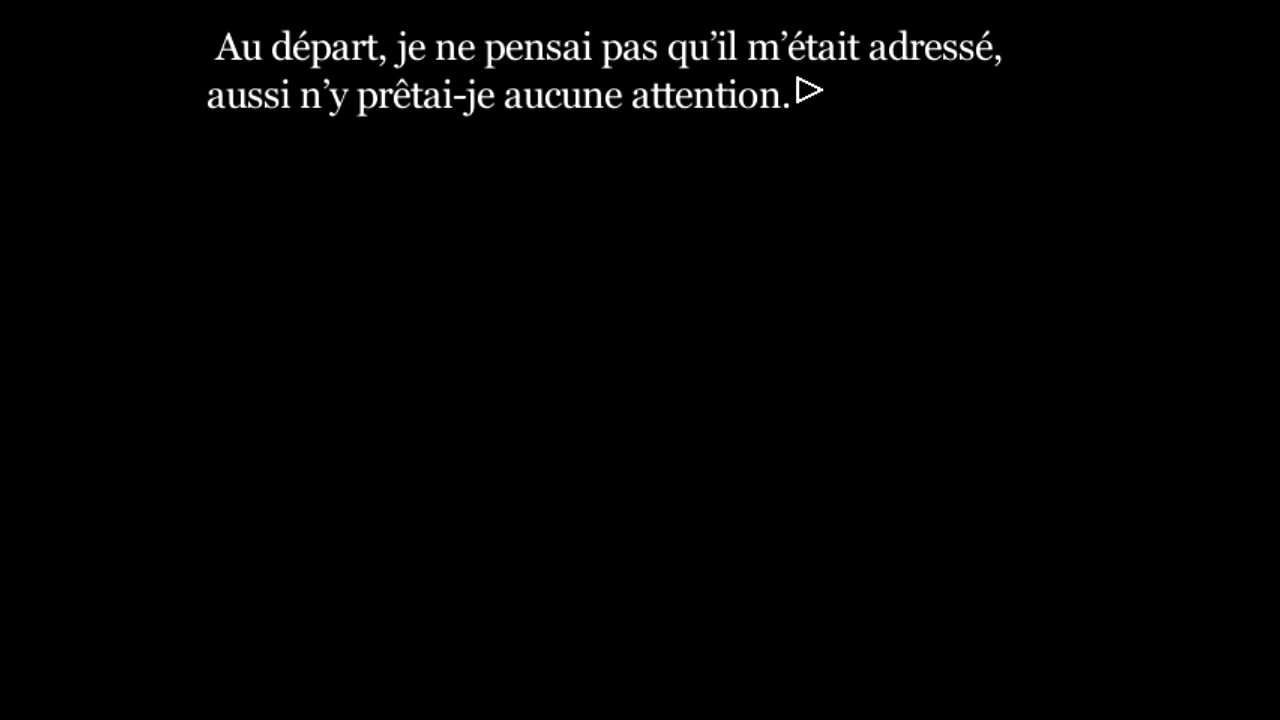 Au départ, je ne pensai pas qu’il m’était adressé,
aussi n’y prêtai-je aucune attention.